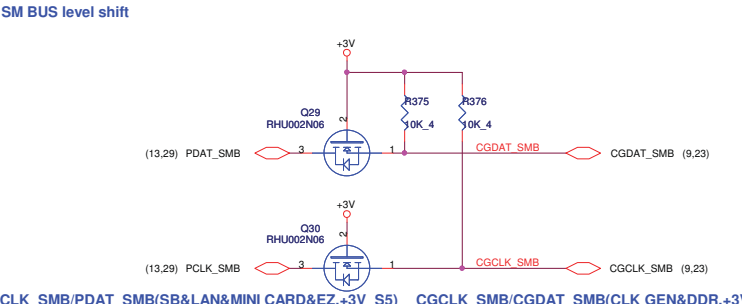 SM BUS level shift
+3V
R375
R376
Q29
RHU002N06
2
10K_4
10K_4
(13,29) PDAT_SMB
3
1
CGDAT_SMB
CGDAT_SMB (9,23)
+3V
Q30
RHU002N06
2
(13,29) PCLK_SMB
3
1
CGCLK_SMB
CGCLK_SMB (9,23)
CLK_SMB/PDAT_SMB(SB&LAN&MINI CARD&EZ,+3V_S5) CGCLK_SMB/CGDAT_SMB(CLK GEN&DDR,+3V